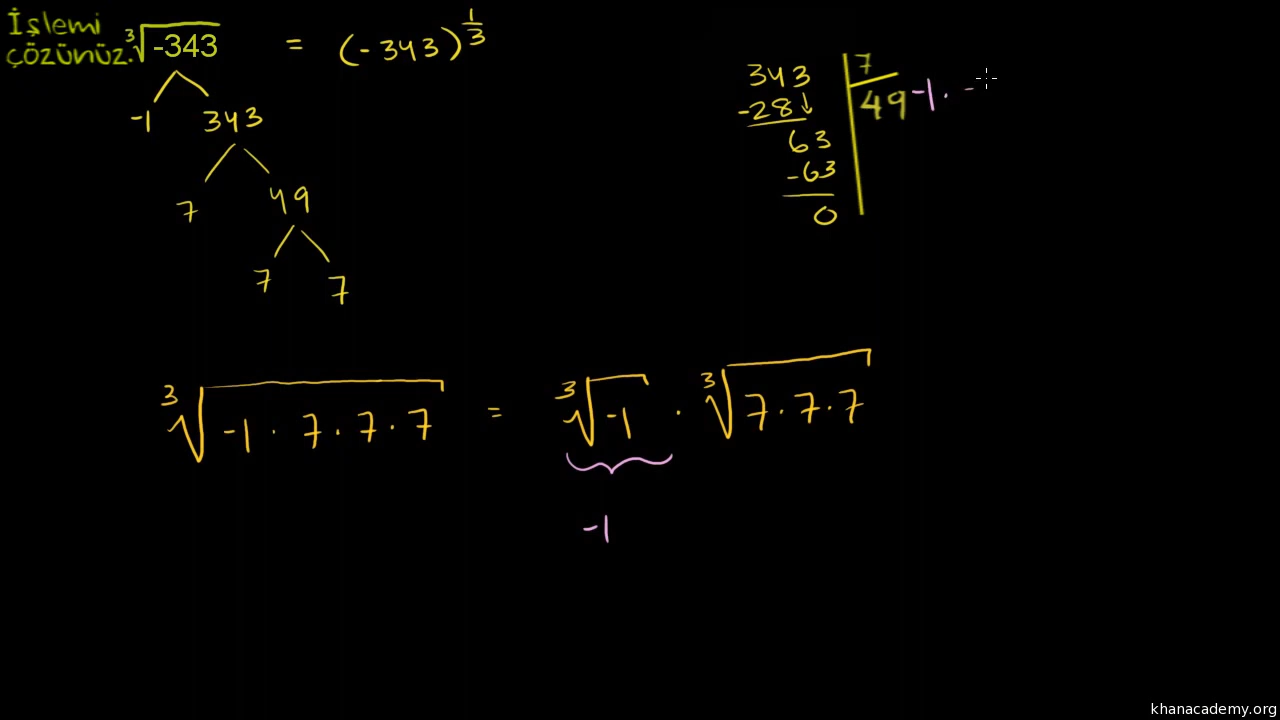 İşlemi
çözünüz. ∛-343 = (-343)^1/3
-1 343
7 49
7 7
343 7
-28 49 -1 . -
63
-63
0
∛-1 . 7 . 7 . 7 = ∛-1 . ∛7 . 7 . 7
-1
khanacademy.org